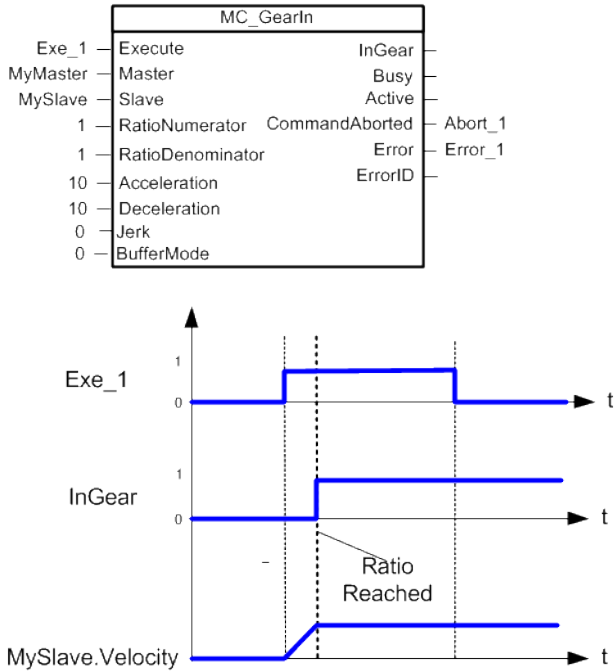 MC_GearIn
Exe_1 Execute InGear
MyMaster Master Busy
MySlave Slave Active
1 RatioNumerator CommandAborted Abort_1
1 RatioDenominator Error Error_1
10 Acceleration ErrorID
10 Deceleration
0 Jerk
0 BufferMode
1
Exe_1
0 t
1
InGear
0 t
Ratio
Reached
MySlave.Velocity t